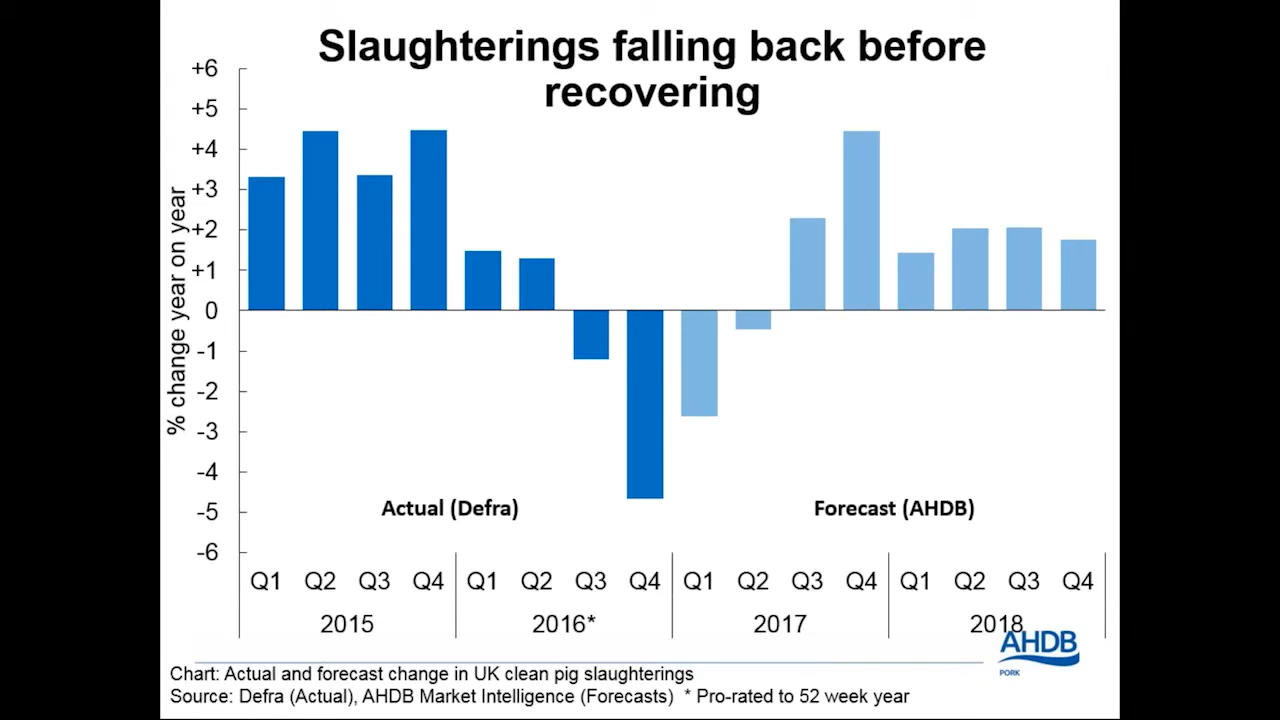 Slaughterings falling back before
recovering
% change year on year
+6
+5
+4
+3
+2
+1
0
-1
-2
-3
-4
-5
-6
Actual (Defra)
Forecast (AHDB)
Q1 Q2 Q3 Q4 Q1 Q2 Q3 Q4 Q1 Q2 Q3 Q4 Q1 Q2 Q3 Q4
2015 2016* 2017 2018
AHDB
PORK
Chart: Actual and forecast change in UK clean pig slaughterings
Source: Defra (Actual), AHDB Market Intelligence (Forecasts) * Pro-rated to 52 week year